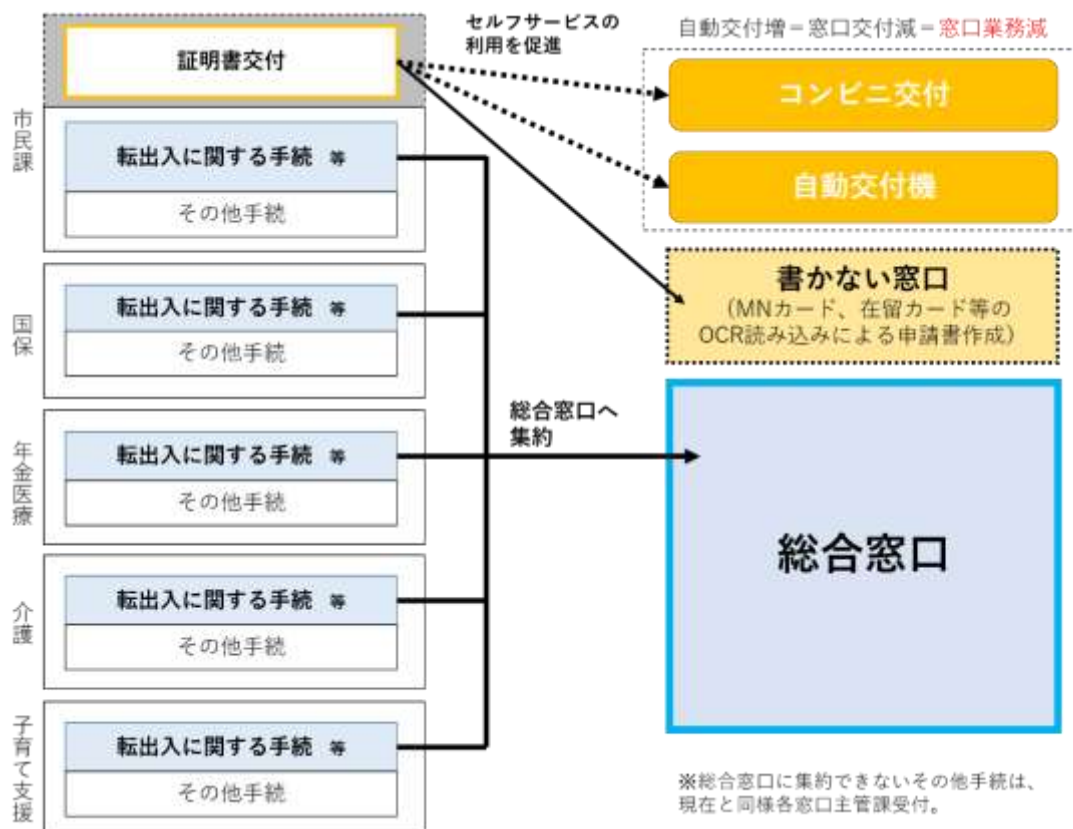 セルフサービスの
利用を促進
自動交付増＝窓口交付減＝窓口業務減
証明書交付
コンビニ交付
自動交付機
市民課
転出入に関する手続 等
その他手続
書かない窓口
（MNカード、在留カード等の
OCR読み込みによる申請書作成）
国保
転出入に関する手続 等
その他手続
総合窓口へ
集約
年金医療
転出入に関する手続 等
その他手続
総合窓口
介護
転出入に関する手続 等
その他手続
子育て支援
転出入に関する手続 等
その他手続
※総合窓口に集約できないその他手続は、
現在と同様各窓口主管課受付。